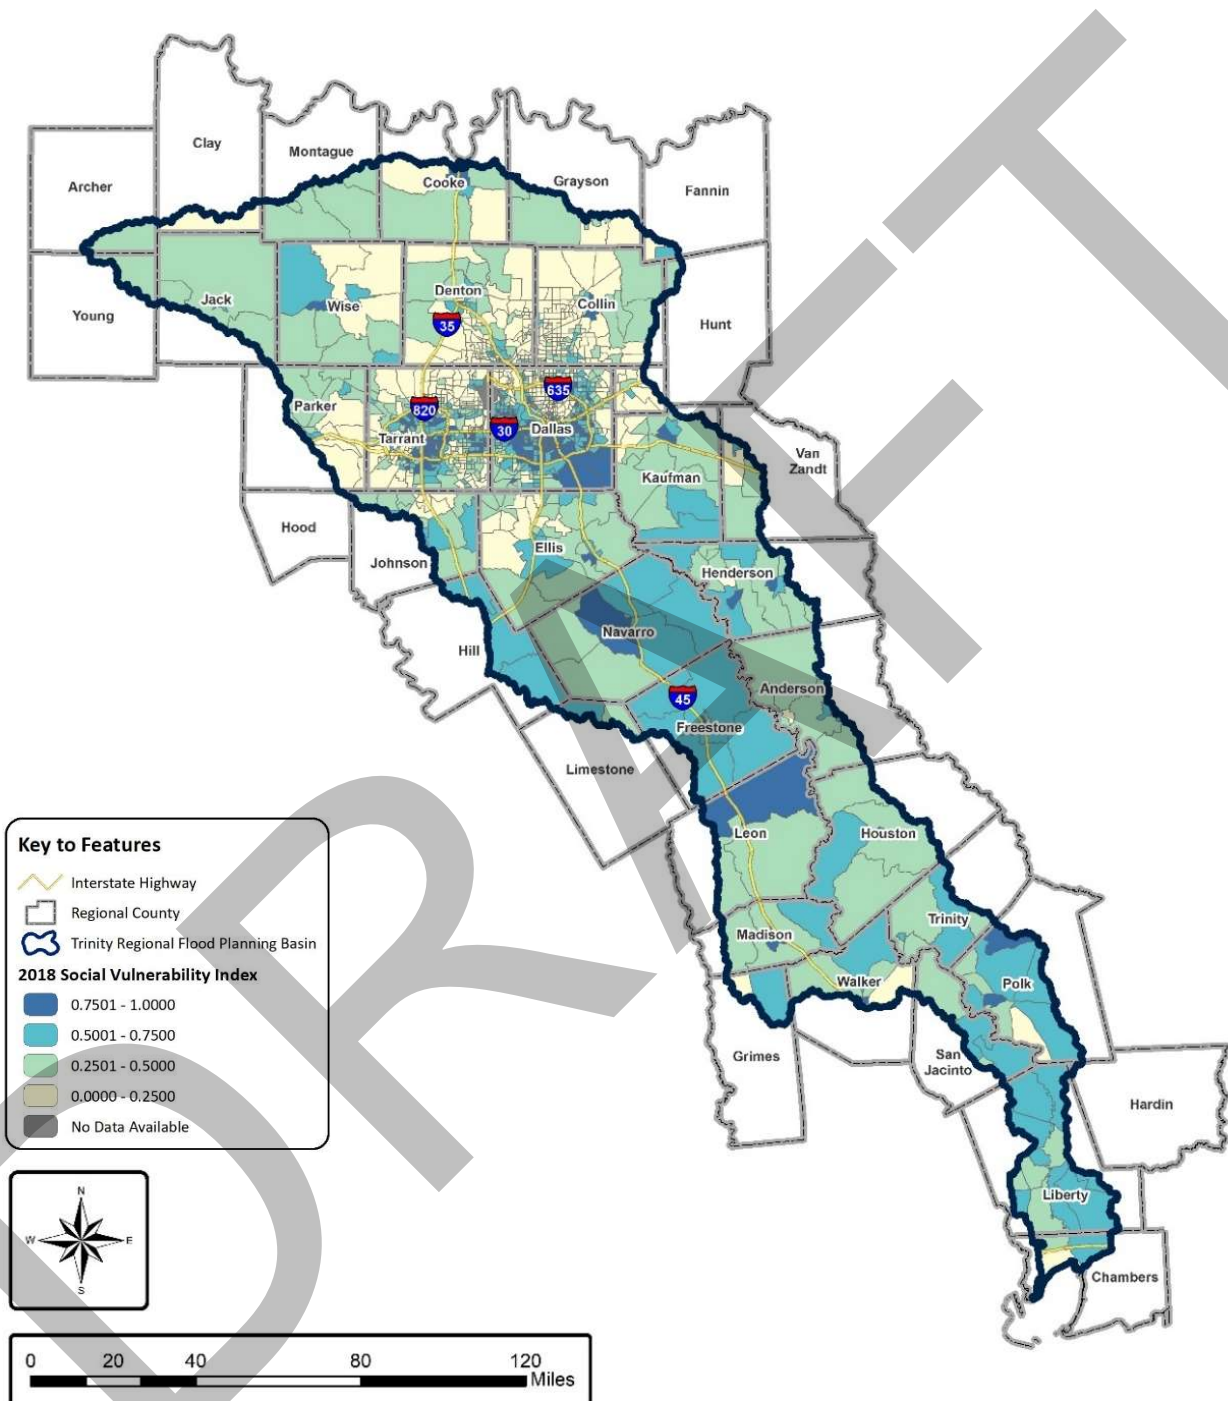 Clay
Montague
Archer
Cooke
Grayson
Fannin
Young
Jack
Wise
Denton
Collin
Hunt
35
635
820
30
Parker
Tarrant
Dallas
Van
Zandt
Kaufman
Hood
Johnson
Ellis
Henderson
Hill
Navarro
Anderson
45
Freestone
Limestone
Leon
Houston
Madison
Trinity
Walker
Polk
Grimes
San
Jacinto
Hardin
Liberty
Chambers
Key to Features
Interstate Highway
Regional County
Trinity Regional Flood Planning Basin
2018 Social Vulnerability Index
0.7501 - 1.0000
0.5001 - 0.7500
0.2501 - 0.5000
0.0000 - 0.2500
No Data Available
N
W E
S
0 20 40 80 120
Miles
DRAFT